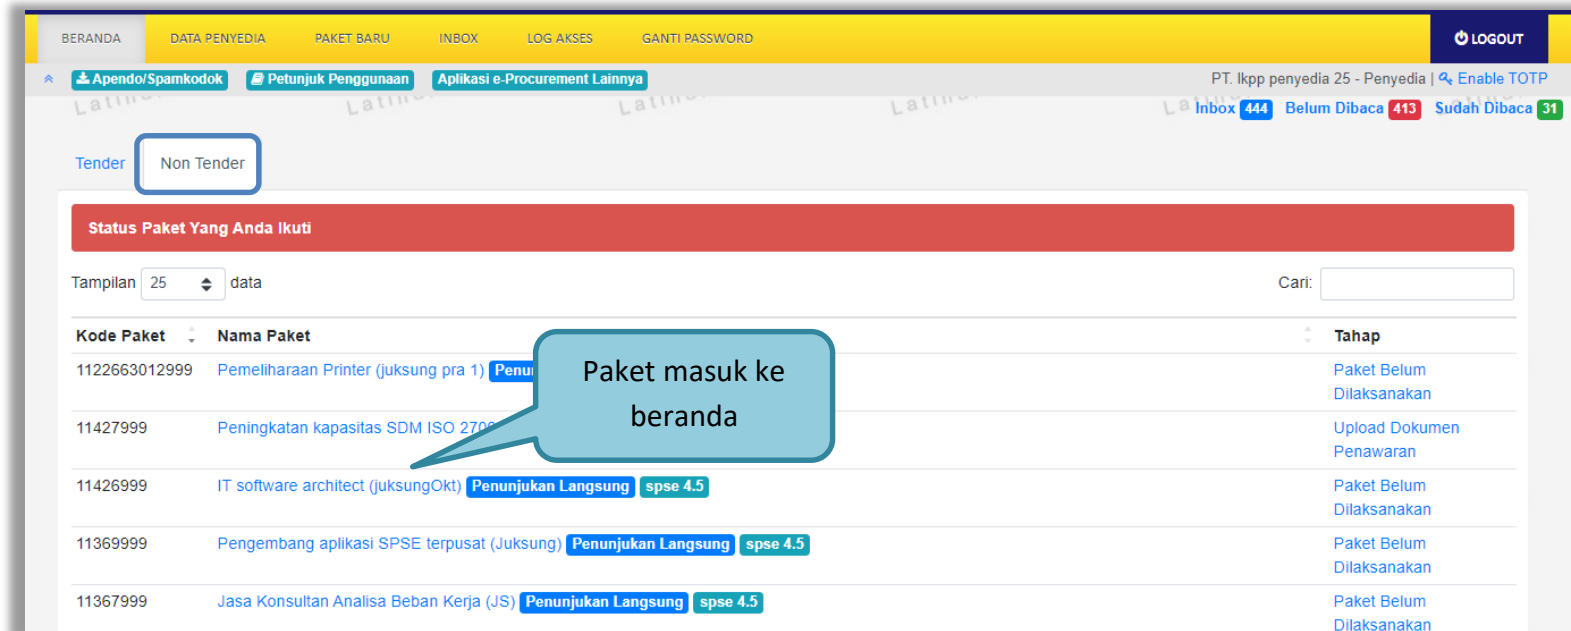 BERANDA DATA PENYEDIA PAKET BARU INBOX LOG AKSES GANTI PASSWORD LOGOUT
Apendo/Spamkodok Petunjuk Penggunaan Aplikasi e-Procurement Lainnya PT. lkpp penyedia 25 - Penyedia | Enable TOTP
Inbox 444 Belum Dibaca 413 Sudah Dibaca 31
Tender Non Tender
Status Paket Yang Anda Ikuti
Tampilan 25 data Cari:
Kode Paket Nama Paket Tahap
1122663012999 Pemeliharaan Printer (juksung pra 1) Paket Belum
Dilaksanakan
Paket masuk ke
beranda
11427999 Peningkatan kapasitas SDM ISO Upload Dokumen
Penawaran
11426999 IT software architect (juksungOkt) Penunjukan Langsung spse 4.5 Paket Belum
Dilaksanakan
11369999 Pengembang aplikasi SPSE terpusat (Juksung) Penunjukan Langsung spse 4.5 Paket Belum
Dilaksanakan
11367999 Jasa Konsultan Analisa Beban Kerja (JS) Penunjukan Langsung spse 4.5 Paket Belum
Dilaksanakan